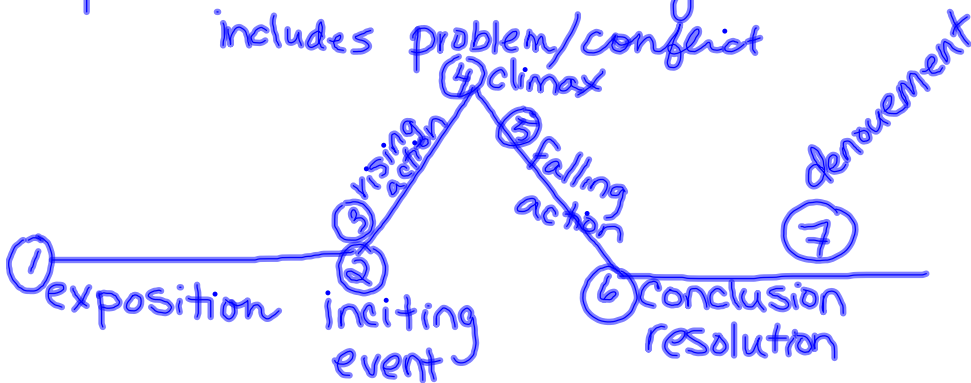 includes problem/conflict
④ climax
③ rising
action
⑤ falling
action
denouement
①
exposition
②
inciting
event
⑥ conclusion
resolution
⑦